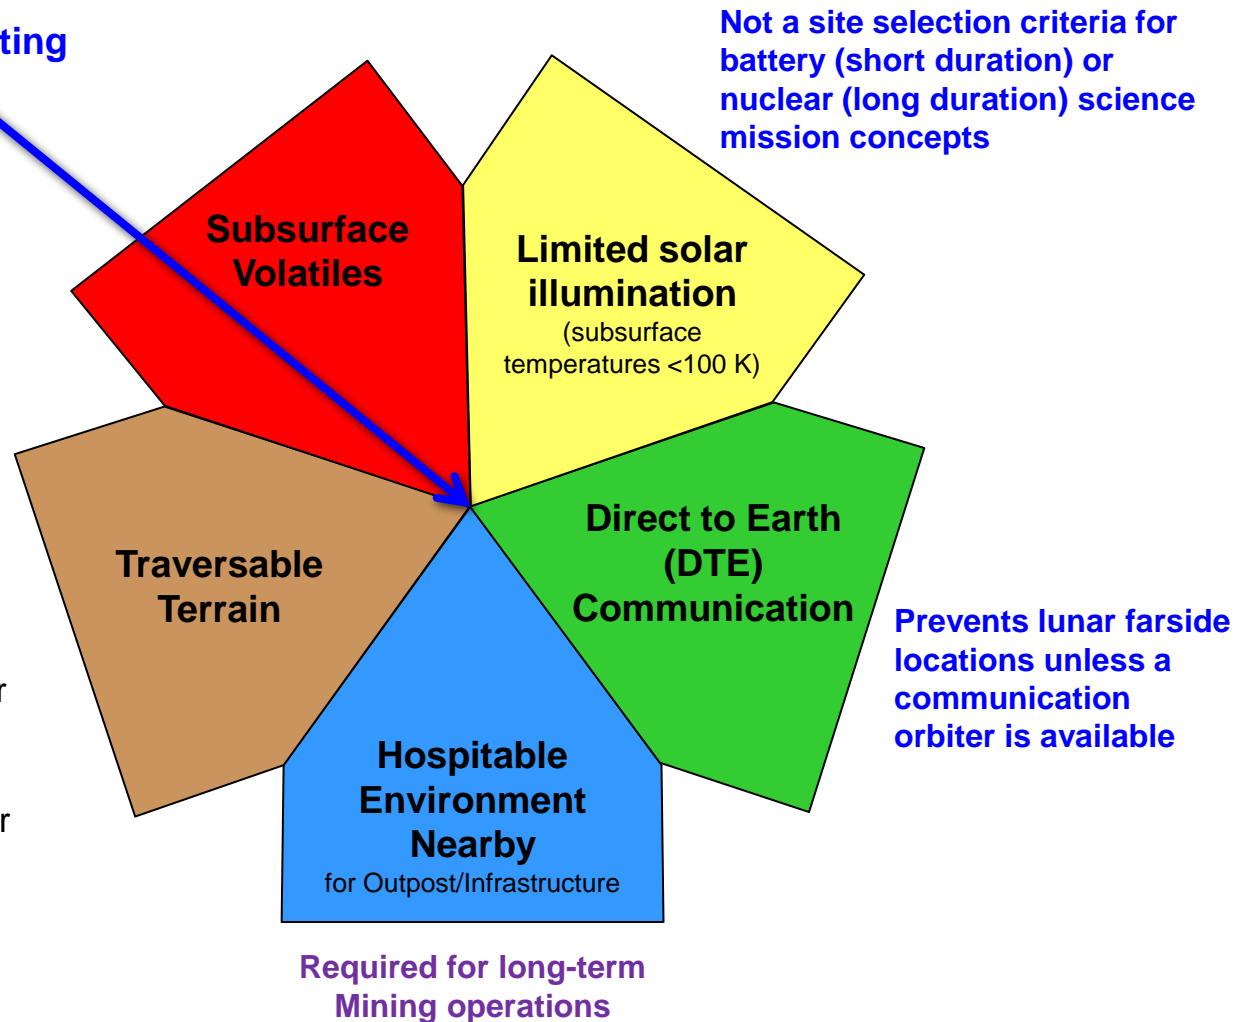 Not a site selection criteria for
battery (short duration) or
nuclear (long duration) science
mission concepts
Subsurface
Volatiles
Limited solar
illumination
(subsurface
temperatures <100 K)
Traversable
Terrain
Direct to Earth
(DTE)
Communication
Prevents lunar farside
locations unless a
communication
orbiter is available
Hospitable
Environment
Nearby
for Outpost/Infrastructure
Required for long-term
Mining operations